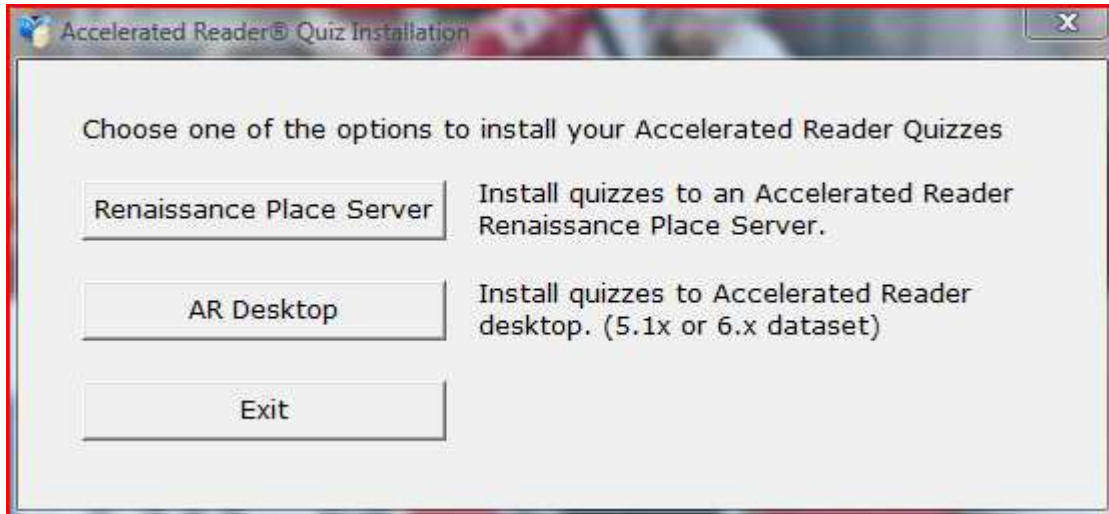 Accelerated Reader® Quiz Installation
Choose one of the options to install your Accelerated Reader Quizzes
Renaissance Place Server
Install quizzes to an Accelerated Reader
Renaissance Place Server.
AR Desktop
Install quizzes to Accelerated Reader
desktop. (5.1x or 6.x dataset)
Exit